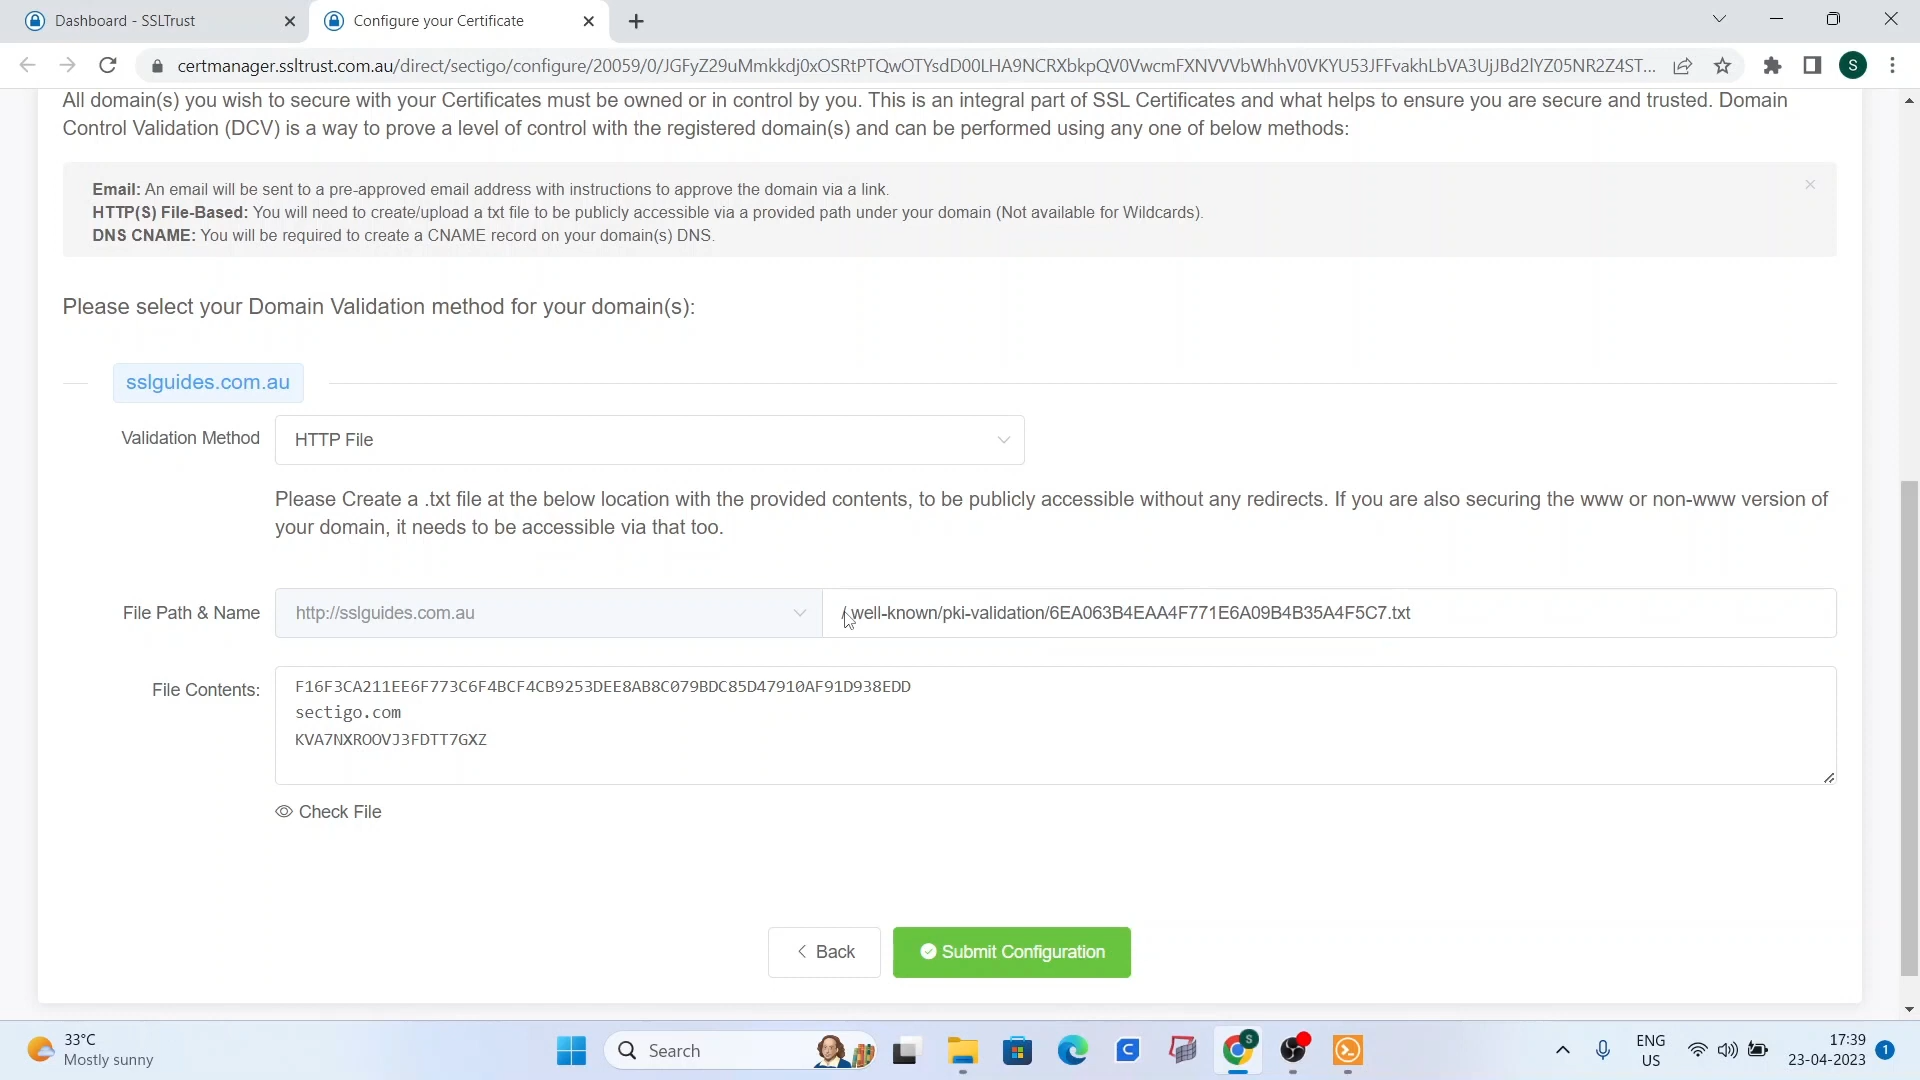 Dashboard - SSLTrust
Configure your Certificate
certmanager.ssltrust.com.au/direct/sectigo/configure/20059/0/
S
All domain(s) you wish to secure with your Certificates must be owned or in control by you. This is an integral part of SSL Certificates and what helps to ensure you are secure and trusted. Domain
Control Validation (DCV) is a way to prove a level of control with the registered domain(s) and can be performed using any one of below methods:
Email: An email will be sent to a pre-approved email address with instructions to approve the domain via a link.
HTTP(S) File-Based: You will need to create/upload a txt file to be publicly accessible via a provided path under your domain (Not available for Wildcards).
DNS CNAME: You will be required to create a CNAME record on your domain(s) DNS.
Please select your Domain Validation method for your domain(s):
sslguides.com.au
Validation Method
HTTP File
Please Create a .txt file at the below location with the provided contents, to be publicly accessible without any redirects. If you are also securing the www or non-www version of
your domain, it needs to be accessible via that too.
File Path & Name
http://sslguides.com.au
/.well-known/pki-validation/6EA063B4EAA4F771E6A09B4B35A4F5C7.txt
File Contents:
F16F3CA211EE6F773C6F4BCF4CB9253DEE8AB8C079BDC85D47910AF91D938EDD
sectigo.com
KVA7NXROOVJ3FDTT7GXZ
Check File
Back
Submit Configuration
33°C
Mostly sunny
Search
S
ENG
US
17:39
23-04-2023
1